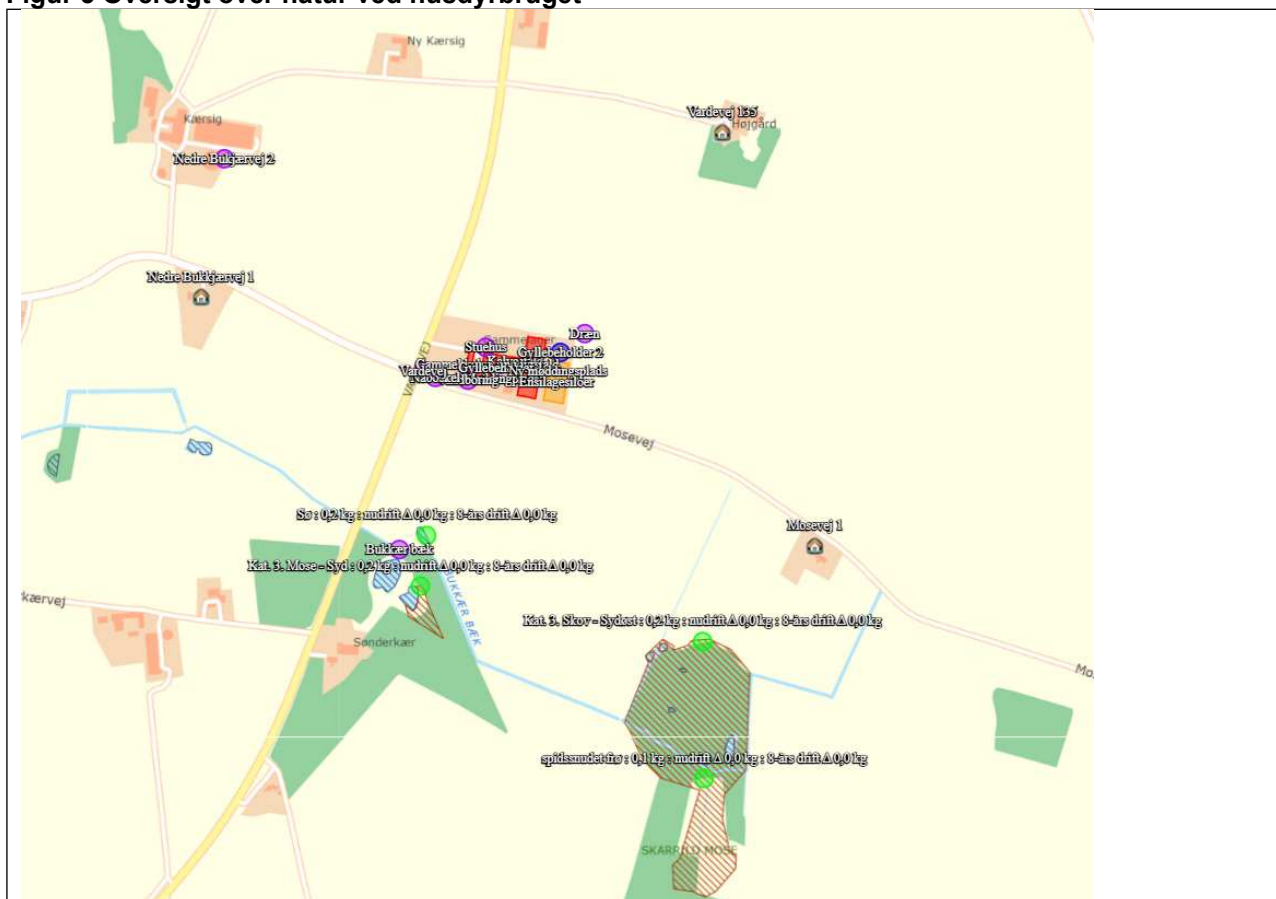 Figur 6 Oversigt over natur ved husdyrbruget
Ny Kærsig
Vardevej 135
Højgård
Kærsig
Nedre Bukjærvej 2
Nedre Bukkjærvej 1
Dræn
Stuehus
Gyllebeholder 2
Ny møddingsplads
Vardevej
Ensilagesiloer
Mosevej
Sø : 0,2 kg : nudrift Δ 0,0 kg : 8-års drift Δ 0,0 kg
Mosevej 1
Bukkær bæk
Kat. 3. Mose - Syd : 0,2 kg : nudrift Δ 0,0 kg : 8-års drift Δ 0,0 kg
BUKKÆR BÆK
kærvej
Kat. 3. Skov - Sydøst : 0,2 kg : nudrift Δ 0,0 kg : 8-års drift Δ 0,0 kg
Sønderkær
spidssnudet frø : 0,1 kg : nudrift Δ 0,0 kg : 8-års drift Δ 0,0 kg
SKARRILD MOSE